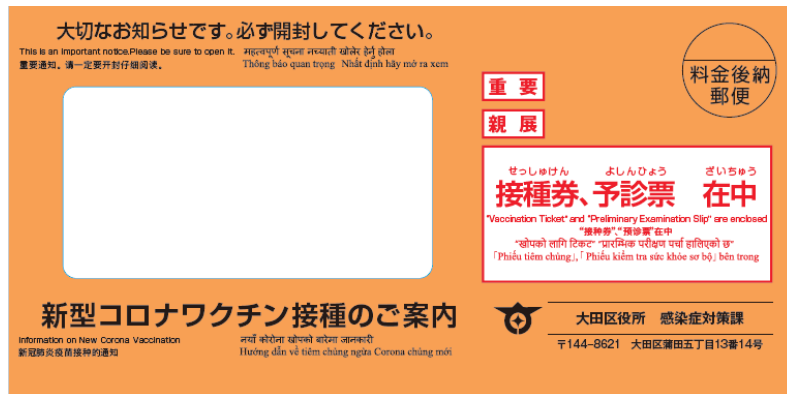 大切なお知らせです。必ず開封してください。
This is an important notice.Please be sure to open it.
महत्वपूर्ण सूचना नच्याती खोलेर हेर्नु होला
重要通知。请一定要开封仔细阅读。
Thông báo quan trọng Nhất định hãy mở ra xem
料金後納
郵便
重要
親展
せっしゅけん よしんひょう ざいちゅう
接種券、予診票 在中
"Vaccination Ticket" and "Preliminary Examination Slip" are enclosed
"接种券"、"预诊票"在中
"खोपको लागि टिकट" "प्रारम्भिक परीक्षण पर्चा हालिएको छ"
「Phiếu tiêm chủng」,「Phiếu kiểm tra sức khỏe sơ bộ」bên trong
新型コロナワクチン接種のご案内
Information on New Corona Vaccination
नयाँ कोरोना खोपको बारेमा जानकारी
新冠肺炎疫苗接种的通知
Hướng dẫn về tiêm chủng ngừa Corona chủng mới
大田区役所 感染症対策課
〒144-8621 大田区蒲田五丁目13番14号